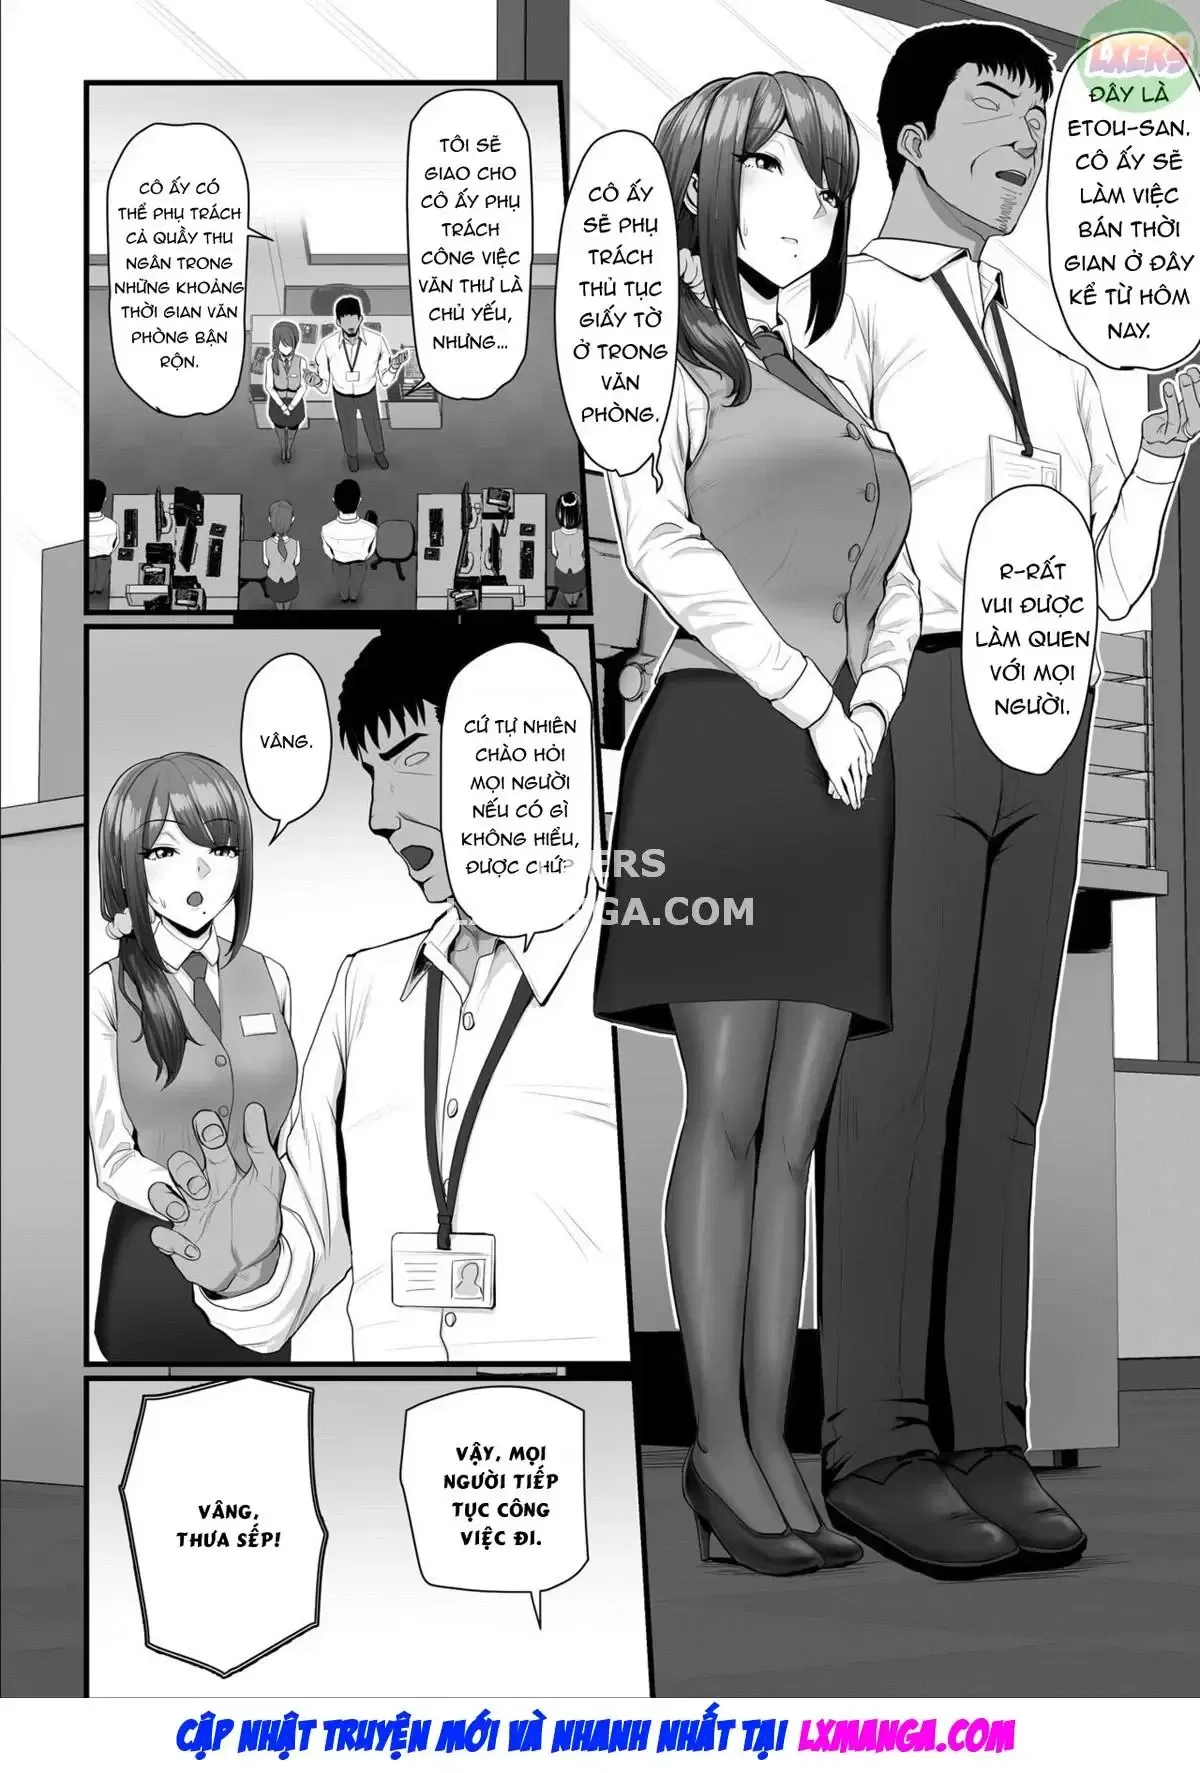 LXERS
ĐÂY LÀ
ETOU-SAN.
CÔ ẤY SẼ
LÀM VIỆC
BÁN THỜI
GIAN Ở ĐÂY
KỂ TỪ HÔM
NAY.
CÔ ẤY
SẼ PHỤ
TRÁCH
THỦ TỤC
GIẤY TỜ
Ở TRONG
VĂN
PHÒNG.
R-RẤT
VUI ĐƯỢC
LÀM QUEN
VỚI MỌI
NGƯỜI.
TÔI SẼ
GIAO CHO
CÔ ẤY PHỤ
TRÁCH
CÔNG VIỆC
VĂN THƯ LÀ
CHỦ YẾU,
NHƯNG...
CÔ ẤY CÓ
THỂ PHỤ TRÁCH
CẢ QUẦY THU
NGÂN TRONG
NHỮNG KHOẢNG
THỜI GIAN VĂN
PHÒNG BẬN
RỘN.
CỨ TỰ NHIÊN
CHÀO HỎI
MỌI NGƯỜI
NẾU CÓ GÌ
KHÔNG HIỂU,
ĐƯỢC CHỨ?
VÂNG.
VẬY, MỌI
NGƯỜI TIẾP
TỤC CÔNG
VIỆC ĐI.
VÂNG,
THƯA SẾP!
CẬP NHẬT TRUYỆN MỚI VÀ NHANH NHẤT TẠI LXMANGA.COM